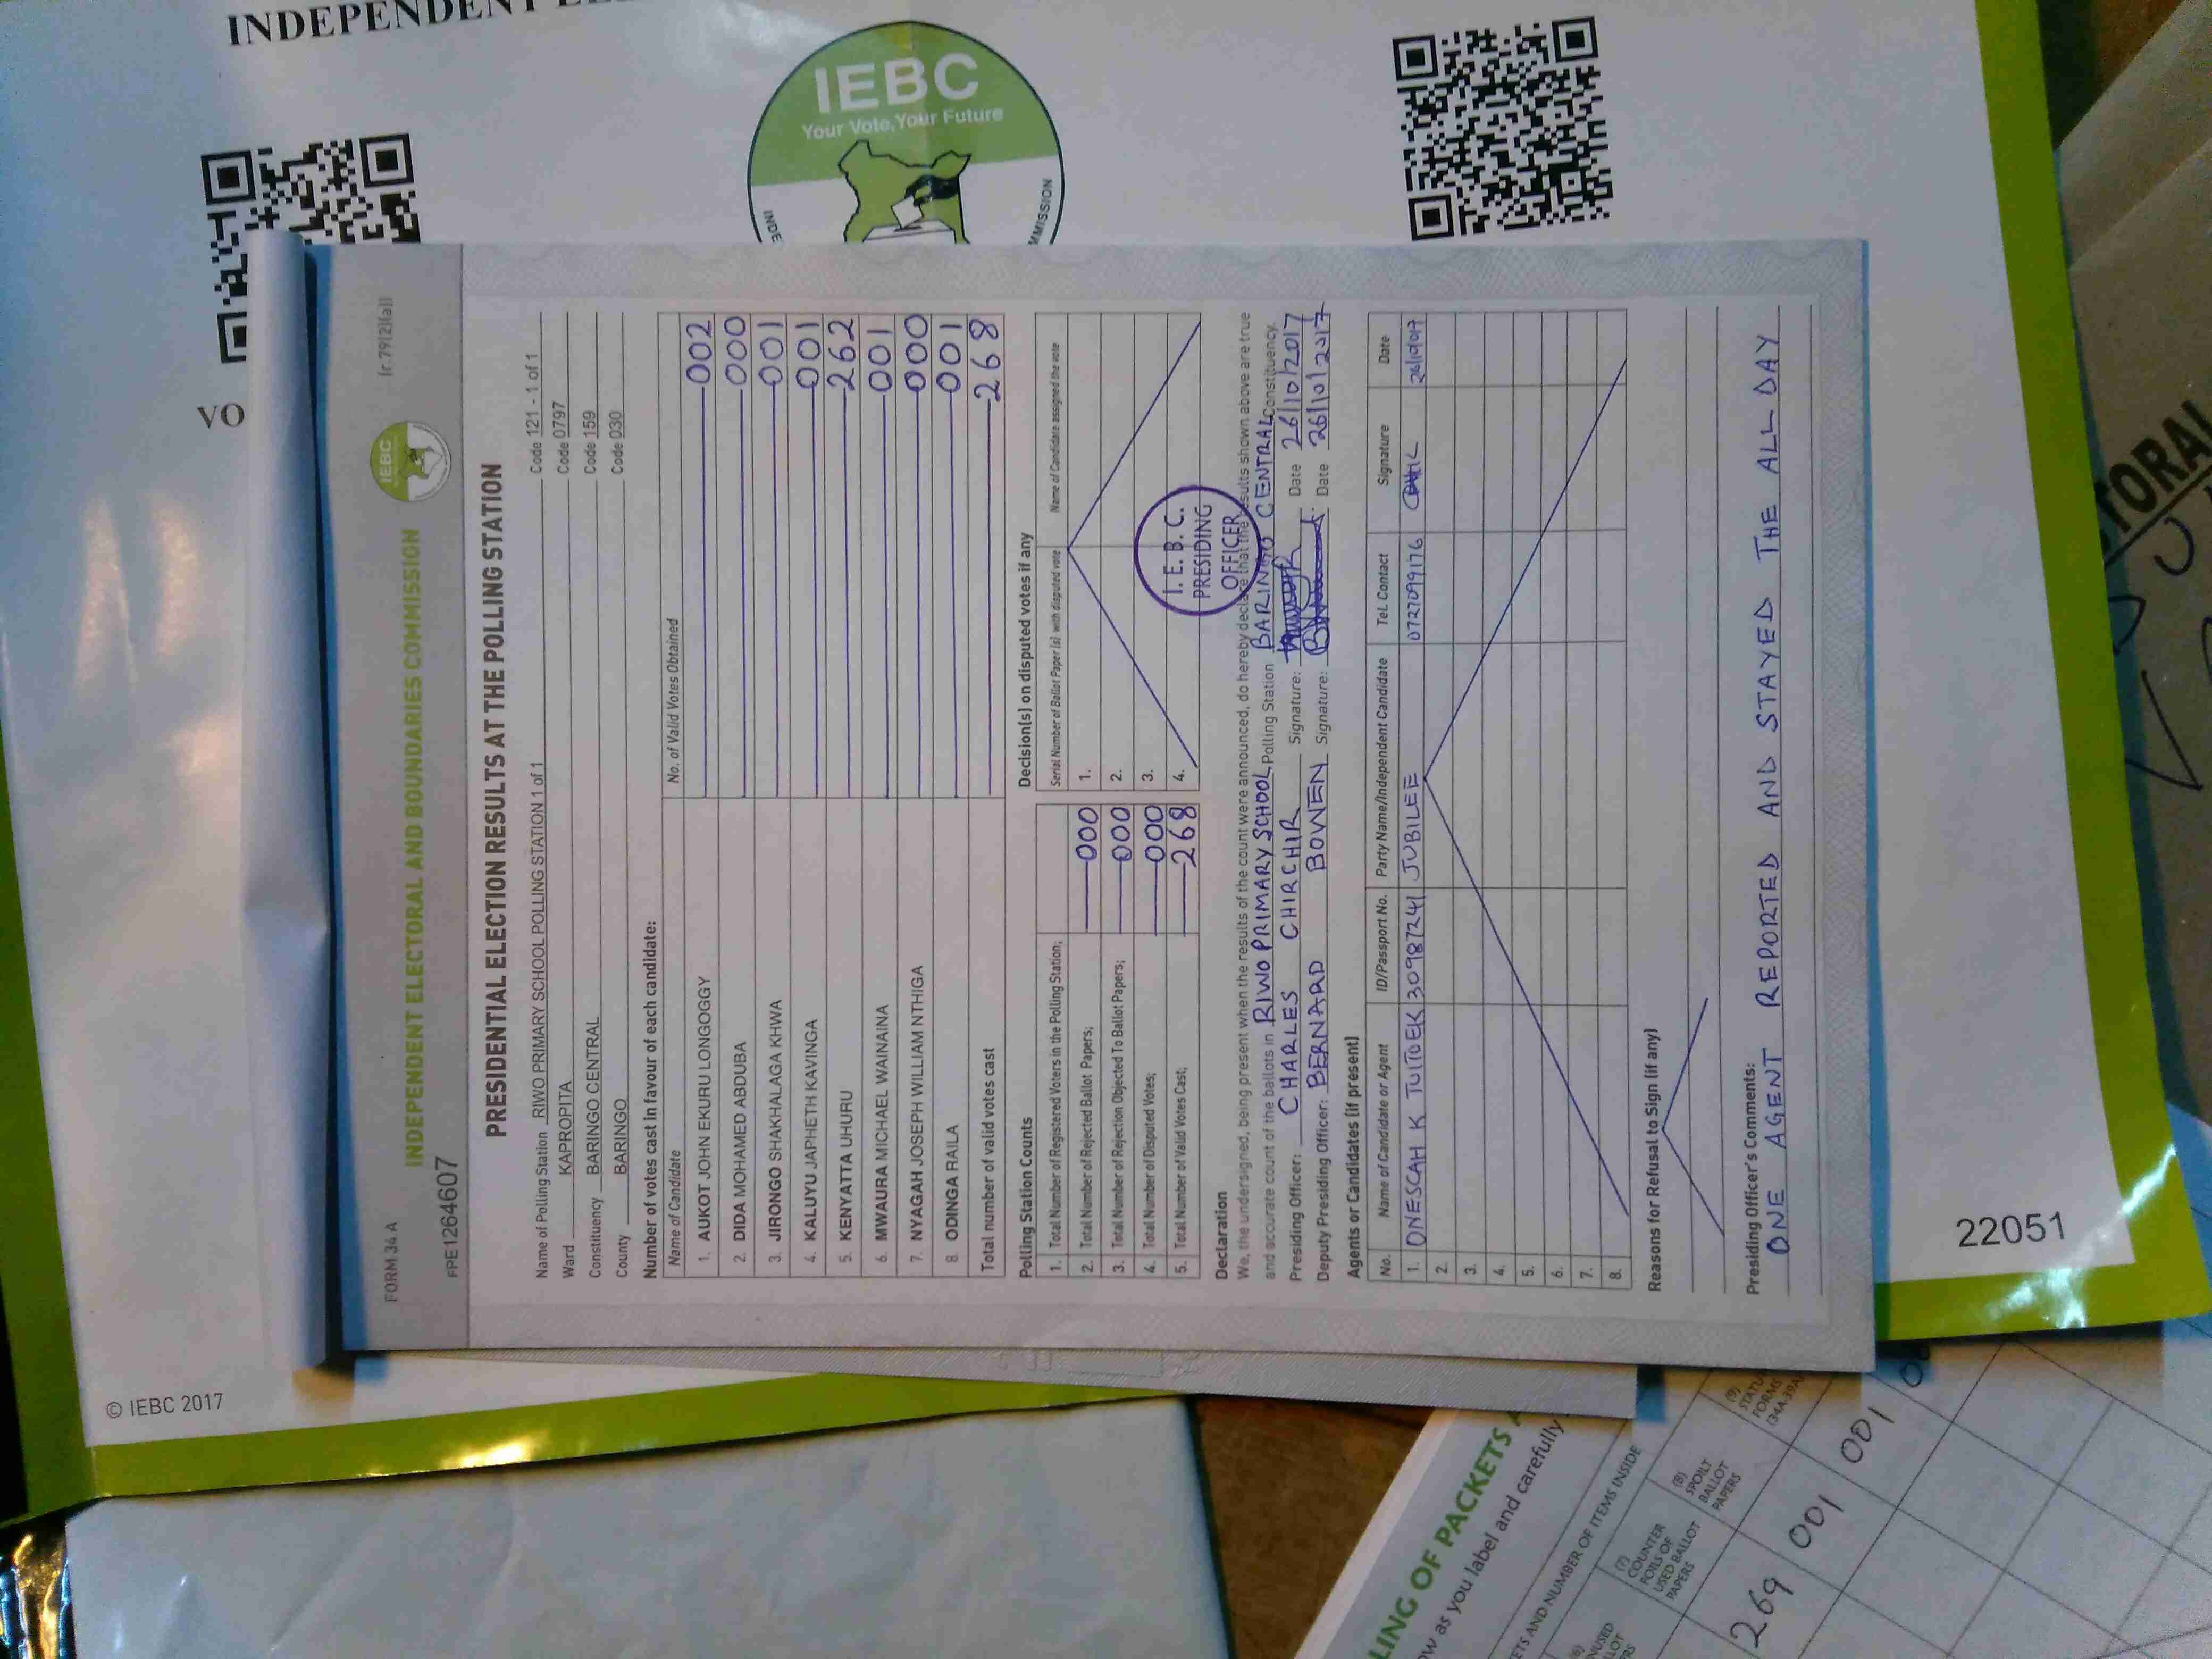 INDEPENDENT
VO
IEBC
Your Vote,Your Future
INDE
MMISSION
© IEBC 2017
FORM 34 A
(r.79(2)(a))
INDEPENDENT ELECTORAL AND BOUNDARIES COMMISSION
IEBC
FPE1264607
PRESIDENTIAL ELECTION RESULTS AT THE POLLING STATION
Name of Polling Station RIWO PRIMARY SCHOOL POLLING STATION 1 of 1 Code 121 - 1 of 1
Ward KAPROPITA Code 0797
Constituency BARINGO CENTRAL Code 159
County BARINGO Code 030
Number of votes cast in favour of each candidate:
Name of Candidate No. of Valid Votes Obtained
1. AUKOT JOHN EKURU LONGOGGY 002
2. DIDA MOHAMED ABDUBA 000
3. JIRONGO SHAKHALAGA KHWA 001
4. KALUYU JAPHETH KAVINGA 001
5. KENYATTA UHURU 262
6. MWAURA MICHAEL WAINAINA 001
7. NYAGAH JOSEPH WILLIAM NTHIGA 000
8. ODINGA RAILA 001
Total number of valid votes cast 268
Polling Station Counts
1. Total Number of Registered Voters in the Polling Station;
2. Total Number of Rejected Ballot Papers; 000
3. Total Number of Rejection Objected To Ballot Papers; 000
4. Total Number of Disputed Votes; 000
5. Total Number of Valid Votes Cast; 268
Decision(s) on disputed votes if any
Serial Number of Ballot Paper (s) with disputed vote Name of Candidate assigned the vote
1.
2.
3.
4.
I. E. B. C.
PRESIDING
OFFICER
Declaration
We, the undersigned, being present when the results of the count were announced, do hereby declare that the results shown above are true
and accurate count of the ballots in RIWO PRIMARY SCHOOL Polling Station BARINGO CENTRAL Constituency.
Presiding Officer: CHARLES CHIRCHIR Signature: Date 26/10/2017
Deputy Presiding Officer: BERNARD BOWEN Signature: Date 26/10/2017
Agents or Candidates (if present)
No. Name of Candidate or Agent ID/Passport No. Party Name/Independent Candidate Tel. Contact Signature Date
1. ONESCAH K TUITOEK 30987241 JUBILEE 0727099176
2.
3.
4.
5.
6.
7.
8.
Reasons for Refusal to Sign (if any)
Presiding Officer's Comments:
ONE AGENT REPORTED AND STAYED THE ALL DAY
22051
TORAL
LING OF PACKETS
ow as you label and carefully
ETS AND NUMBER OF ITEMS INSIDE
(7)
COUNTER
FOILS OF
USED BALLOT
PAPERS
(8)
SPOILT
BALLOT
PAPERS
(9)
STATU
FORMS
269 001 001